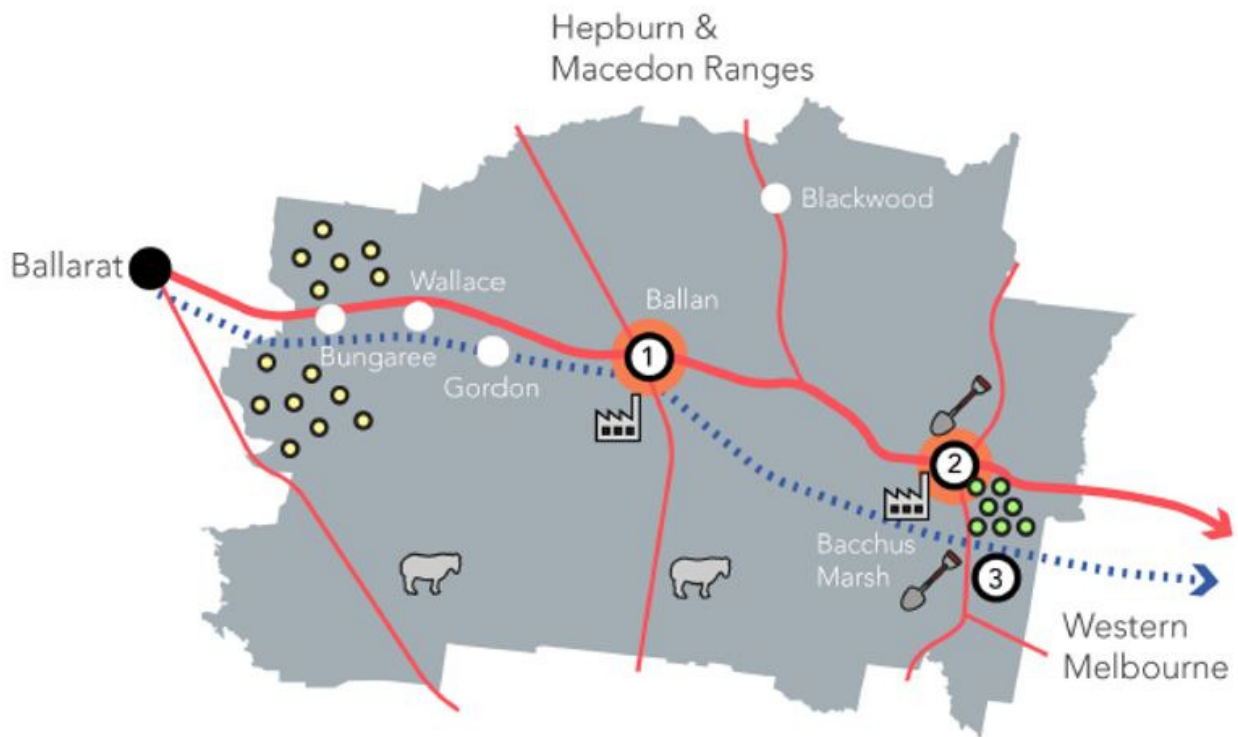 Hepburn &
Macedon Ranges
Blackwood
Ballarat
Wallace
Ballan
Bungaree
Gordon
1
2
Bacchus
Marsh
3
Western
Melbourne